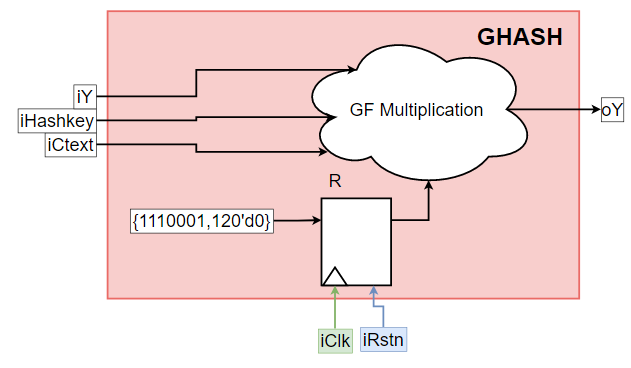 GHASH
iY
iHashkey
iCtext
GF Multiplication
oY
R
{1110001,120'd0}
iClk
iRstn